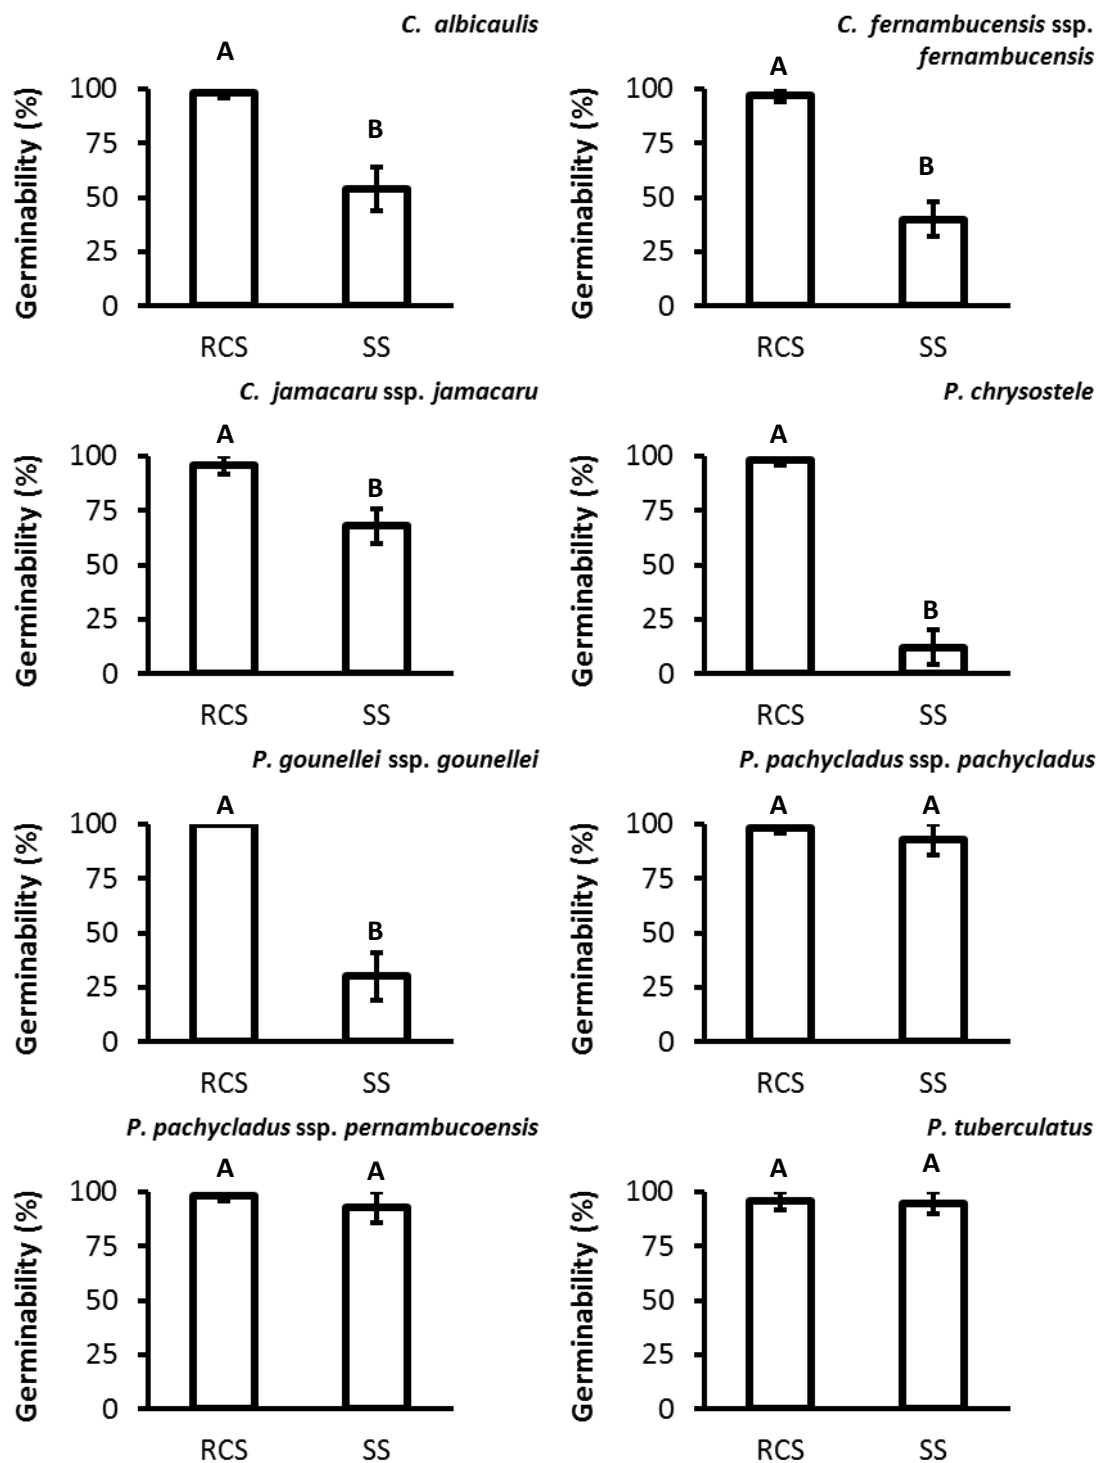 C. albicaulis
A
B
100
75
50
25
0
Germinability (%)
RCS SS
C. fernambucensis ssp.
fernambucensis
A
B
100
75
50
25
0
Germinability (%)
RCS SS
C. jamacaru ssp. jamacaru
A
B
100
75
50
25
0
Germinability (%)
RCS SS
P. chrysostele
A
B
100
75
50
25
0
Germinability (%)
RCS SS
P. gounellei ssp. gounellei
A
B
100
75
50
25
0
Germinability (%)
RCS SS
P. pachycladus ssp. pachycladus
A A
100
75
50
25
0
Germinability (%)
RCS SS
P. pachycladus ssp. pernambucoensis
A A
100
75
50
25
0
Germinability (%)
RCS SS
P. tuberculatus
A A
100
75
50
25
0
Germinability (%)
RCS SS